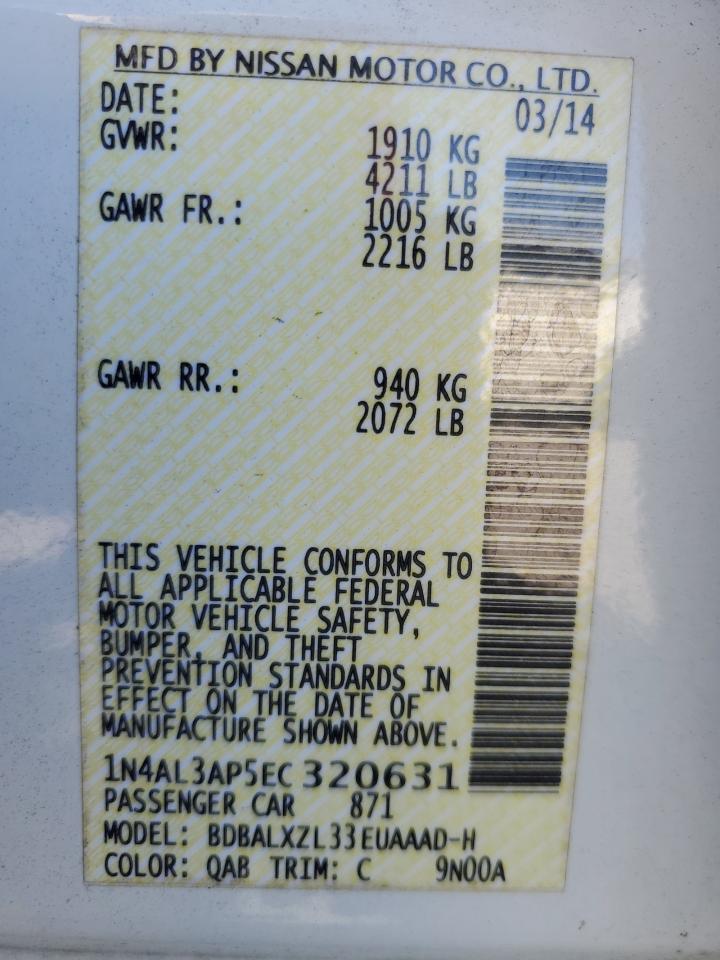 MFD BY NISSAN MOTOR CO., LTD.
DATE: 03/14
GVWR: 1910 KG
4211 LB
GAWR FR.: 1005 KG
2216 LB
GAWR RR.: 940 KG
2072 LB
THIS VEHICLE CONFORMS TO
ALL APPLICABLE FEDERAL
MOTOR VEHICLE SAFETY,
BUMPER, AND THEFT
PREVENTION STANDARDS IN
EFFECT ON THE DATE OF
MANUFACTURE SHOWN ABOVE.
1N4AL3AP5EC320631
PASSENGER CAR 871
MODEL: BDBALXZL33EUAAAD-H
COLOR: QAB TRIM: C 9N00A